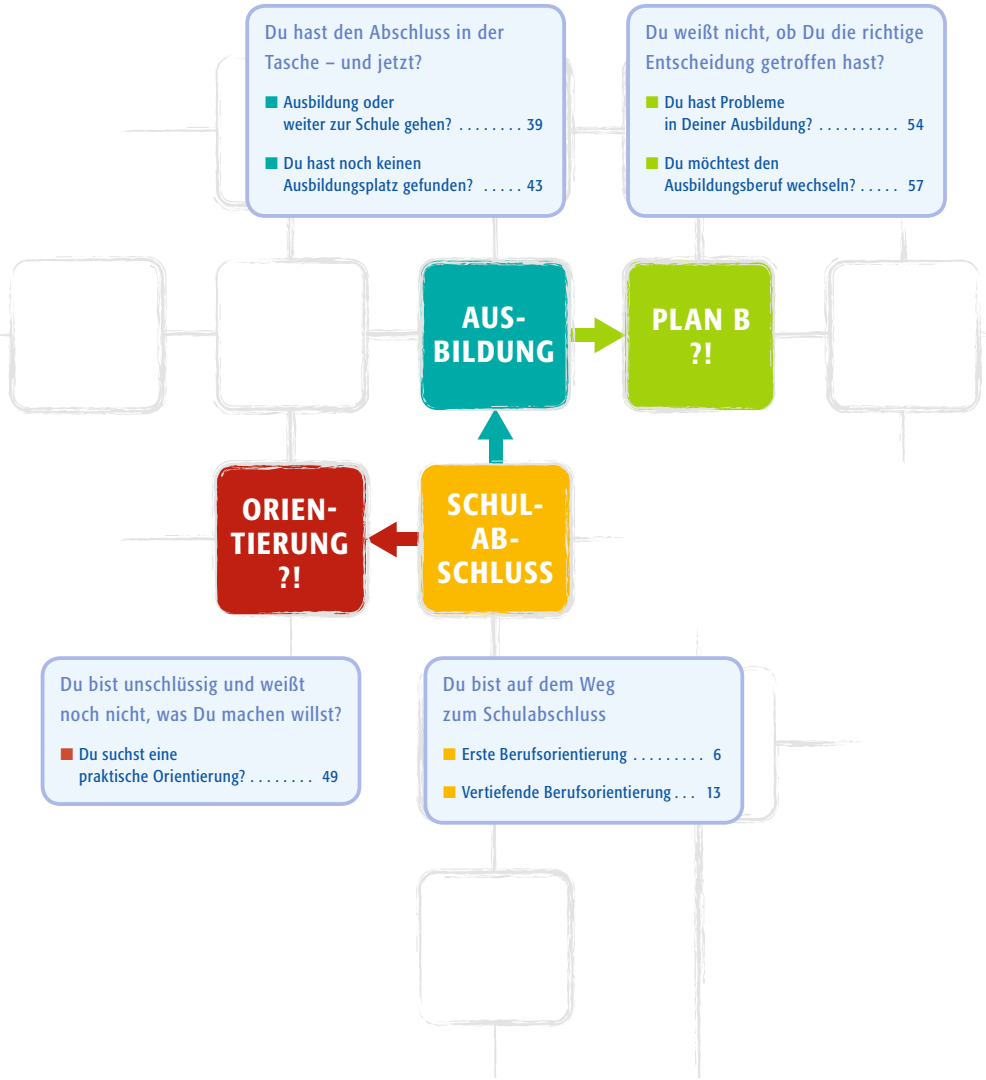 Du hast den Abschluss in der
Tasche – und jetzt?
■ Ausbildung oder
weiter zur Schule gehen? ........ 39
■ Du hast noch keinen
Ausbildungsplatz gefunden? ..... 43
Du weißt nicht, ob Du die richtige
Entscheidung getroffen hast?
■ Du hast Probleme
in Deiner Ausbildung? .......... 54
■ Du möchtest den
Ausbildungsberuf wechseln? ..... 57
AUS-
BILDUNG
PLAN B
?!
ORIEN-
TIERUNG
?!
SCHUL-
AB-
SCHLUSS
Du bist unschlüssig und weißt
noch nicht, was Du machen willst?
■ Du suchst eine
praktische Orientierung? ........ 49
Du bist auf dem Weg
zum Schulabschluss
■ Erste Berufsorientierung ......... 6
■ Vertiefende Berufsorientierung ... 13